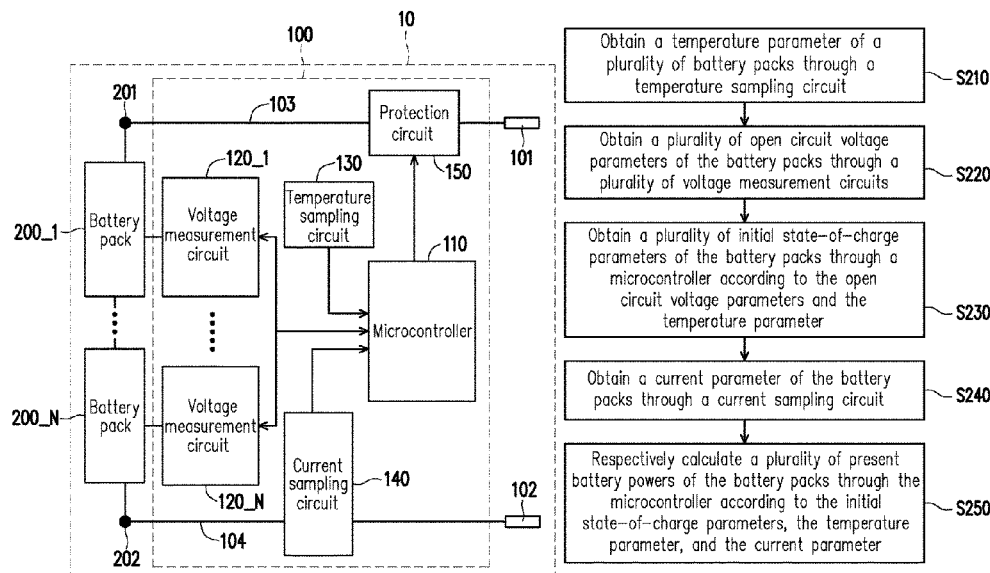 10
100
201
103
Protection
circuit
101
150
120_1
130
Temperature
sampling
circuit
110
200_1
Battery
pack
Voltage
measurement
circuit
Microcontroller
200_N
Battery
pack
Voltage
measurement
circuit
120_N
Current
sampling
circuit
140
102
104
202
Obtain a temperature parameter of a
plurality of battery packs through a
temperature sampling circuit
S210
Obtain a plurality of open circuit voltage
parameters of the battery packs through a
plurality of voltage measurement circuits
S220
Obtain a plurality of initial state-of-charge
parameters of the battery packs through a
microcontroller according to the open
circuit voltage parameters and the
temperature parameter
S230
Obtain a current parameter of the battery
packs through a current sampling circuit
S240
Respectively calculate a plurality of present
battery powers of the battery packs through the
microcontroller according to the initial
state-of-charge parameters, the temperature
parameter, and the current parameter
S250